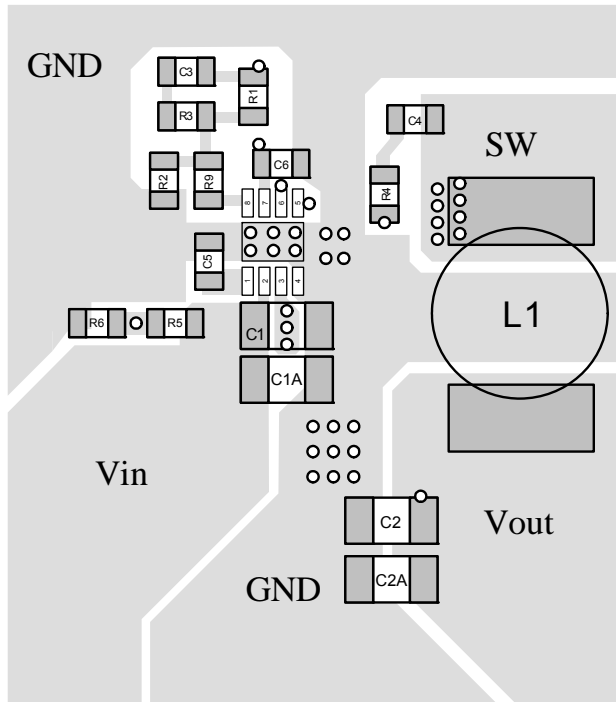 GND
C3
R3
R1
C4
SW
C6
R2
R9
R4
8 7 6 5
C5
1 2 3 4
L1
R6
R5
C1
C1A
Vin
C2
Vout
C2A
GND